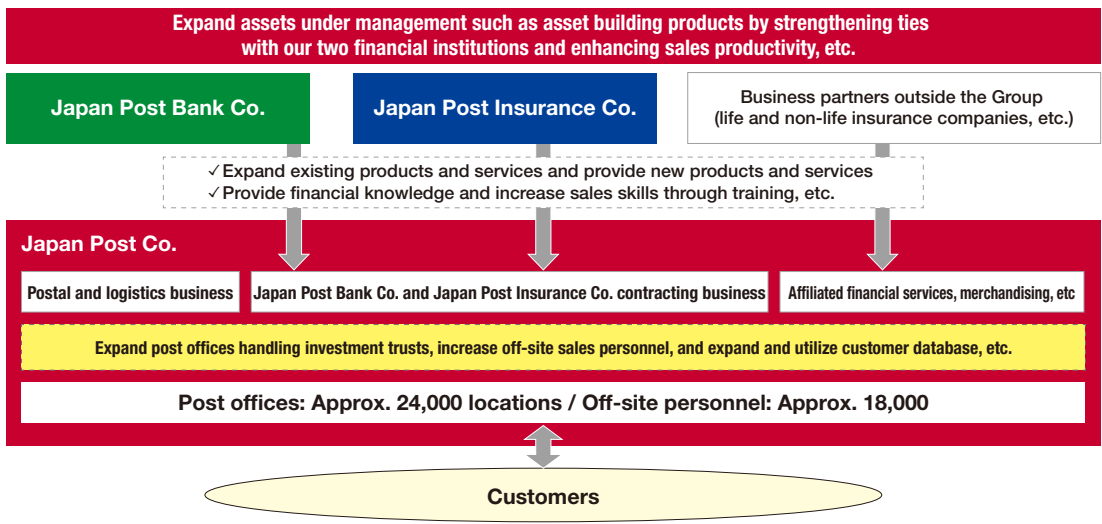 Expand assets under management such as asset building products by strengthening ties
with our two financial institutions and enhancing sales productivity, etc.
Japan Post Bank Co.
Japan Post Insurance Co.
Business partners outside the Group
(life and non-life insurance companies, etc.)
✓Expand existing products and services and provide new products and services
✓Provide financial knowledge and increase sales skills through training, etc.
Japan Post Co.
Postal and logistics business
Japan Post Bank Co. and Japan Post Insurance Co. contracting business
Affiliated financial services, merchandising, etc
Expand post offices handling investment trusts, increase off-site sales personnel, and expand and utilize customer database, etc.
Post offices: Approx. 24,000 locations / Off-site personnel: Approx. 18,000
Customers